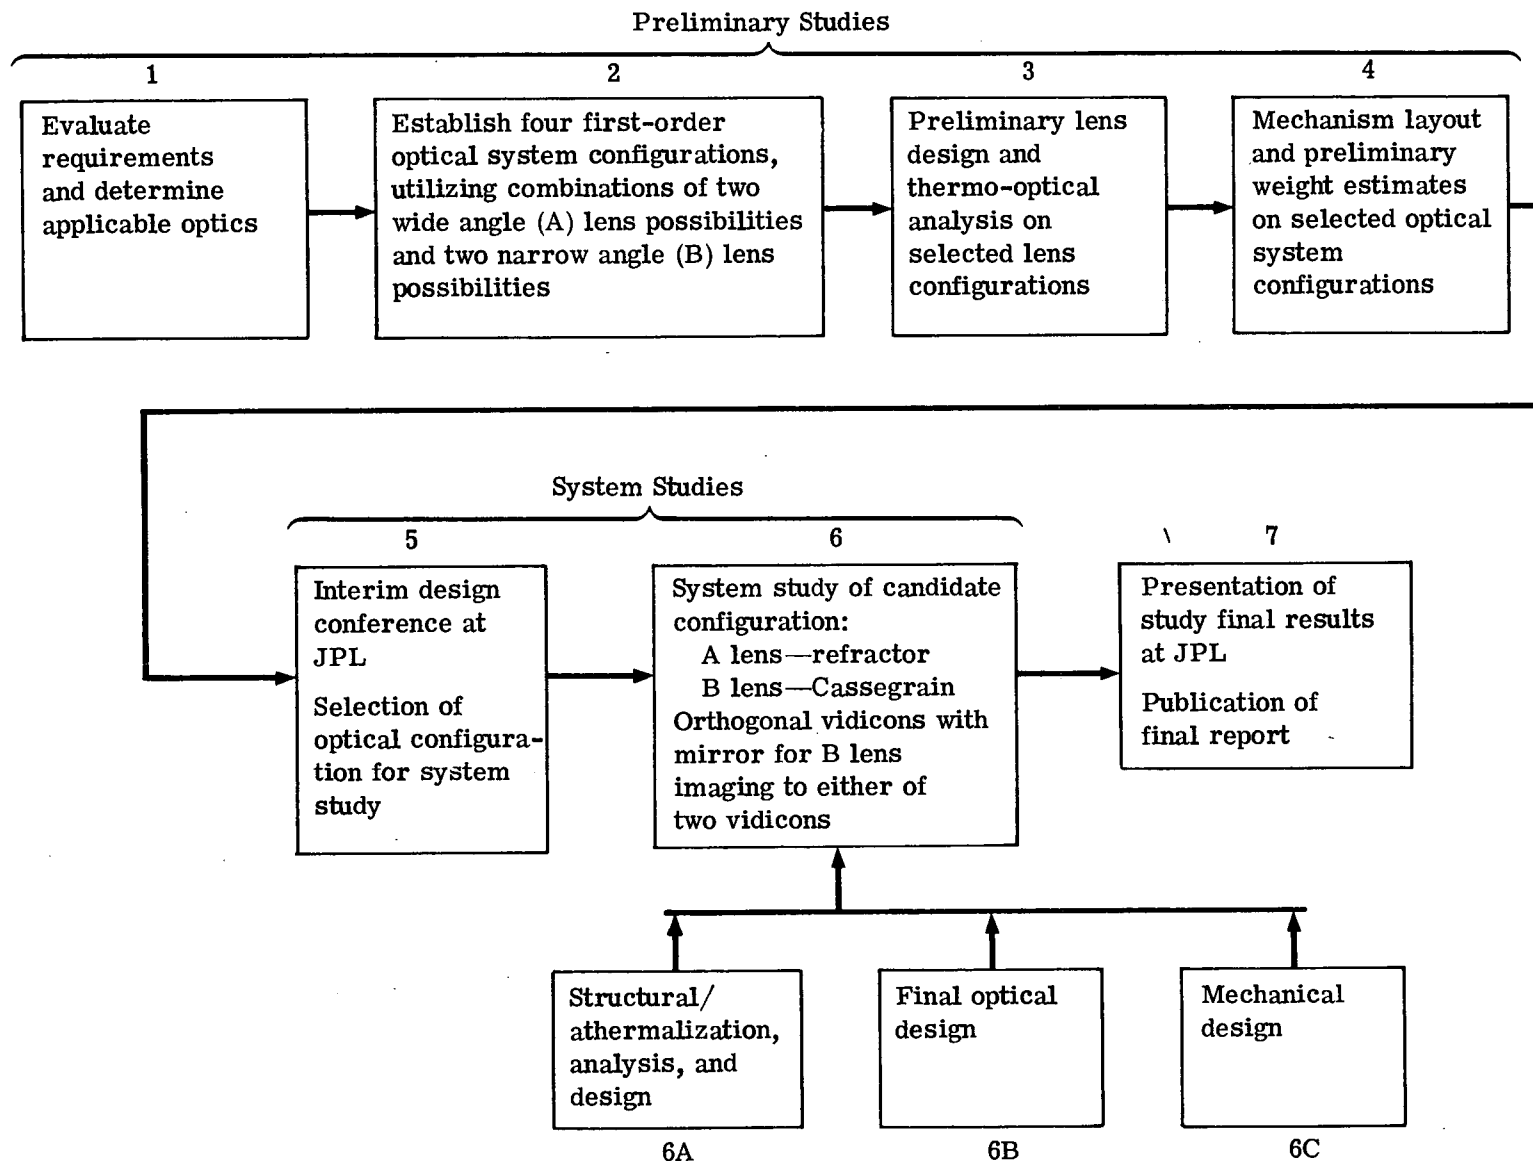 Preliminary Studies
1
Evaluate
requirements
and determine
applicable optics
2
Establish four first-order
optical system configurations,
utilizing combinations of two
wide angle (A) lens possibilities
and two narrow angle (B) lens
possibilities
3
Preliminary lens
design and
thermo-optical
analysis on
selected lens
configurations
4
Mechanism layout
and preliminary
weight estimates
on selected optical
system
configurations
System Studies
5
Interim design
conference at
JPL
Selection of
optical configura-
tion for system
study
6
System study of candidate
configuration:
A lens—refractor
B lens—Cassegrain
Orthogonal vidicons with
mirror for B lens
imaging to either of
two vidicons
7
Presentation of
study final results
at JPL
Publication of
final report
Structural/
athermalization,
analysis, and
design
6A
Final optical
design
6B
Mechanical
design
6C